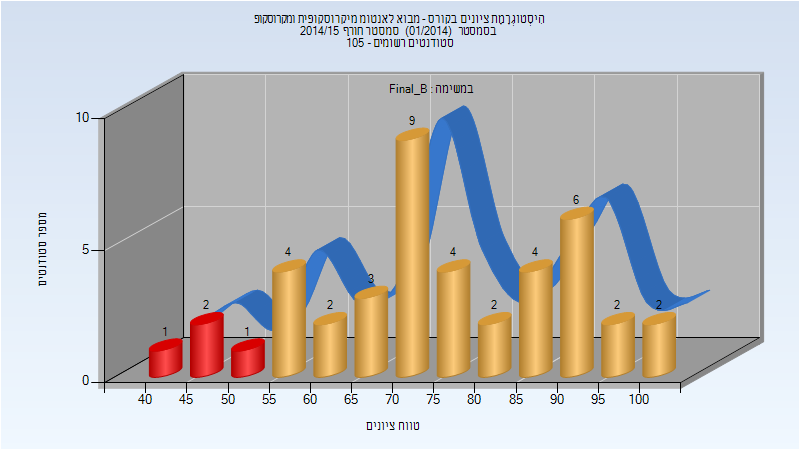 היסטוגרמת ציונים בקורס - מבוא לאנטומ מיקרוסקופית ומקרוסקופ
בסמסטר (01/2014) סמסטר חורף 2014/15
סטודנטים רשומים - 105
במשימה : Final_B
מספר סטודנטים
10
5
0
1
2
1
4
2
3
9
4
2
4
6
2
2
40 45 50 55 60 65 70 75 80 85 90 95 100
טווח ציונים